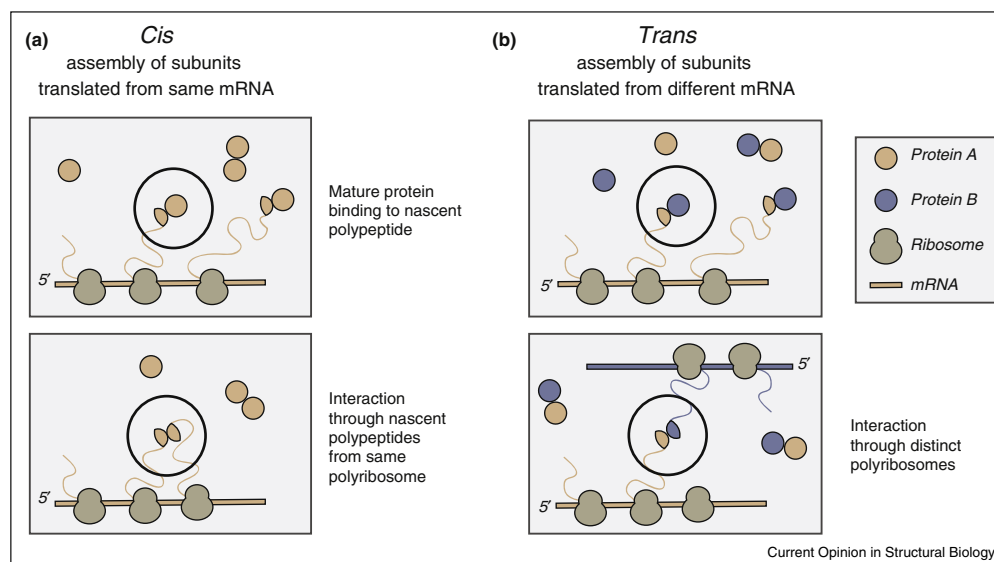 (a)
Cis
assembly of subunits
translated from same mRNA
Mature protein
binding to nascent
polypeptide
5′
Interaction
through nascent
polypeptides
from same
polyribosome
5′
(b)
Trans
assembly of subunits
translated from different mRNA
5′
5′
5′
Interaction
through distinct
polyribosomes
Protein A
Protein B
Ribosome
mRNA
Current Opinion in Structural Biology